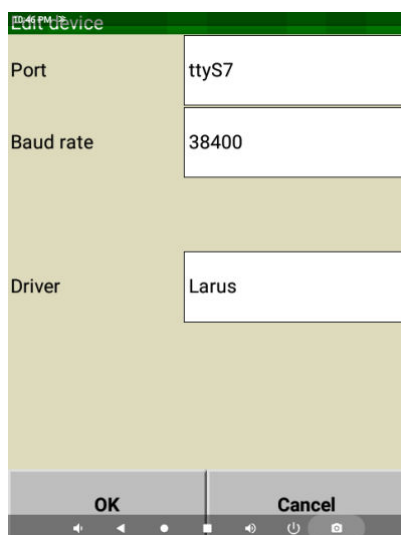 10:46 PM
Edit device
Port
ttyS7
Baud rate
38400
Driver
Larus
OK
Cancel